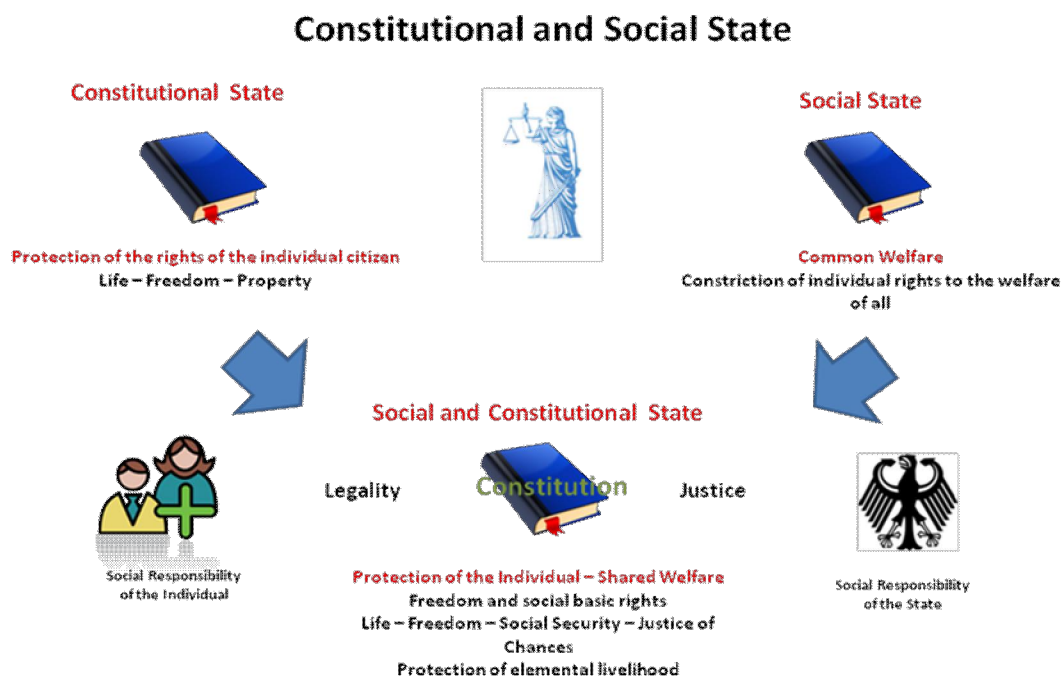 Constitutional and Social State
Constitutional State
Social State
Protection of the rights of the individual citizen
Life – Freedom – Property
Common Welfare
Constriction of individual rights to the welfare
of all
Social and Constitutional State
Legality
Constitution
Justice
Social Responsibility
of the Individual
Protection of the Individual – Shared Welfare
Freedom and social basic rights
Life – Freedom – Social Security – Justice of
Chances
Protection of elemental livelihood
Social Responsibility
of the State